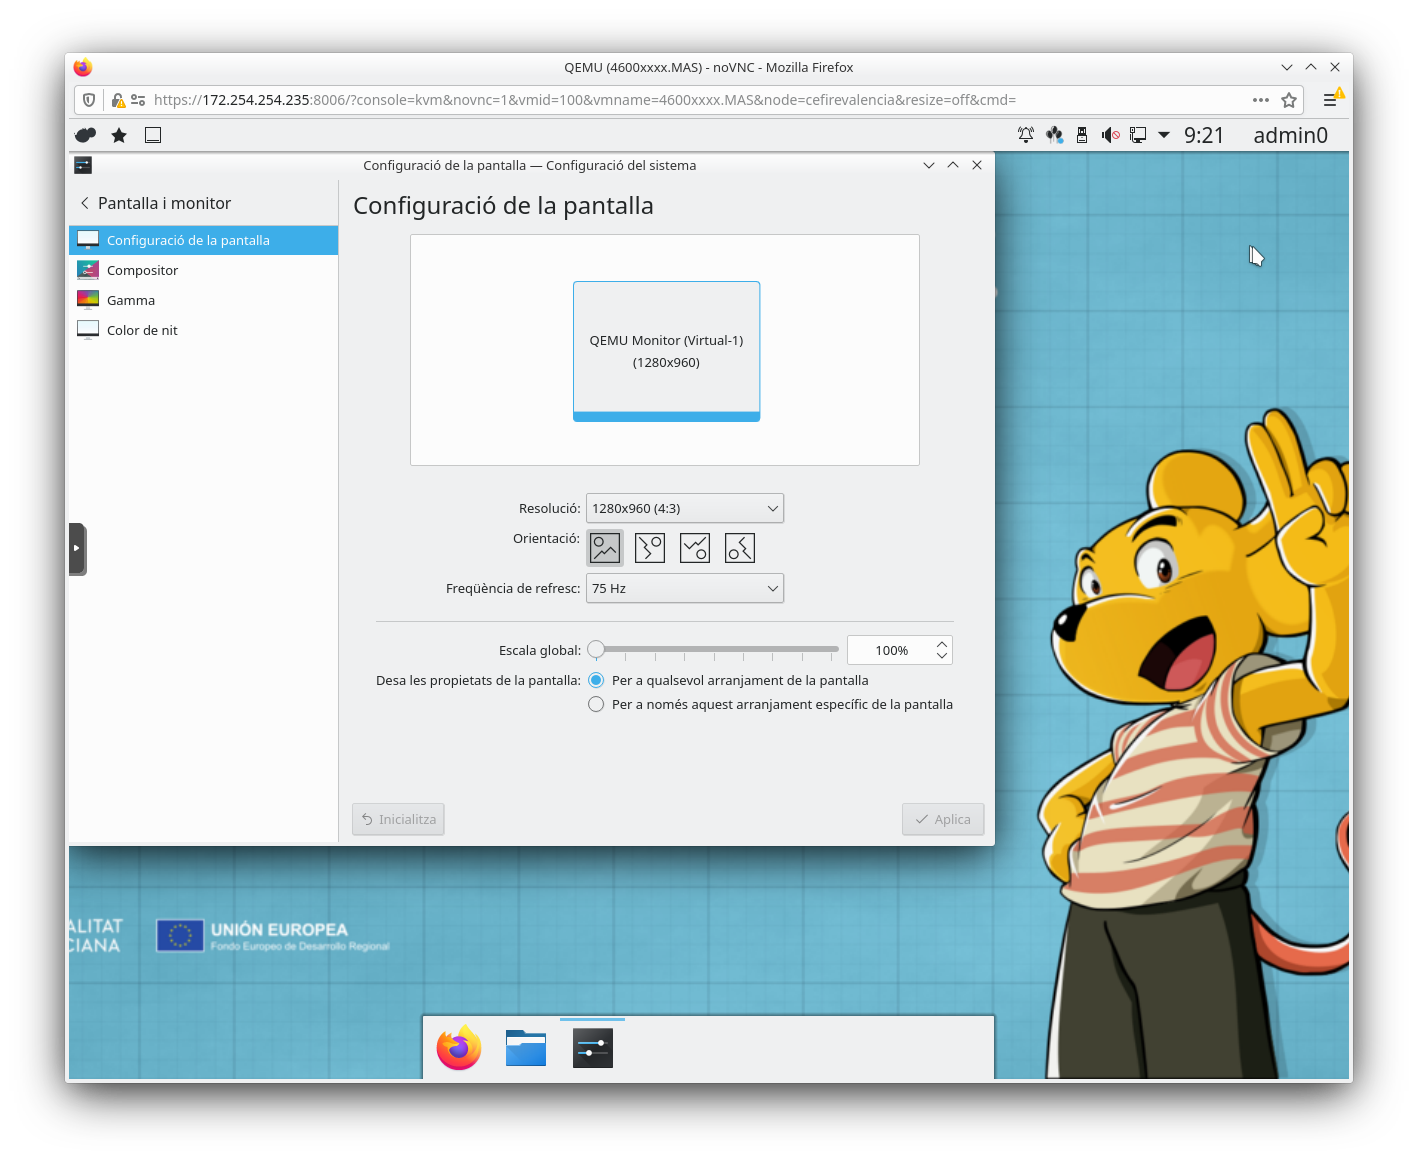 QEMU (4600xxxx.MAS) - noVNC - Mozilla Firefox
https://172.254.254.235:8006/?console=kvm&novnc=1&vmid=100&vmname=4600xxxx.MAS&node=cefirevalencia&resize=off&cmd=
9:21 admin0
Configuració de la pantalla — Configuració del sistema
Pantalla i monitor
Configuració de la pantalla
Compositor
Gamma
Color de nit
Configuració de la pantalla
QEMU Monitor (Virtual-1)
(1280x960)
Resolució: 1280x960 (4:3)
Orientació:
Freqüència de refresc: 75 Hz
Escala global: 100%
Desa les propietats de la pantalla: Per a qualsevol arranjament de la pantalla
Per a només aquest arranjament específic de la pantalla
Inicialitza
Aplica
ALITAT
CIANA
UNIÓN EUROPEA
Fondo Europeo de Desarrollo Regional